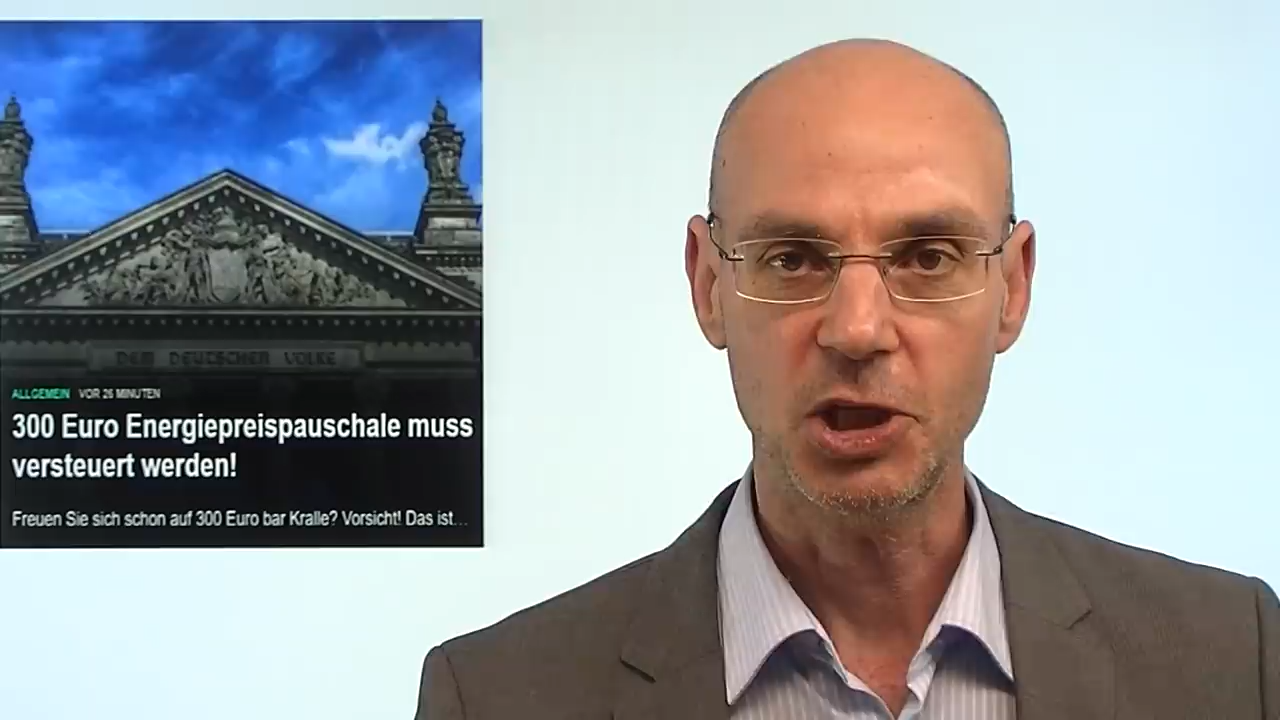 DEM DEUTSCHEN VOLKE
ALLGEMEIN VOR 26 MINUTEN
300 Euro Energiepreispauschale muss
versteuert werden!
Freuen Sie sich schon auf 300 Euro bar Kralle? Vorsicht! Das ist...